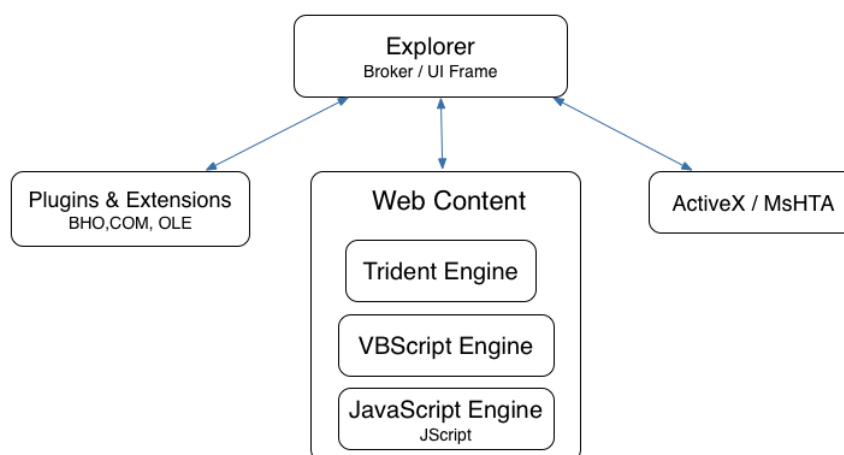 Explorer
Broker / UI Frame
Plugins & Extensions
BHO,COM, OLE
Web Content
ActiveX / MsHTA
Trident Engine
VBScript Engine
JavaScript Engine
JScript